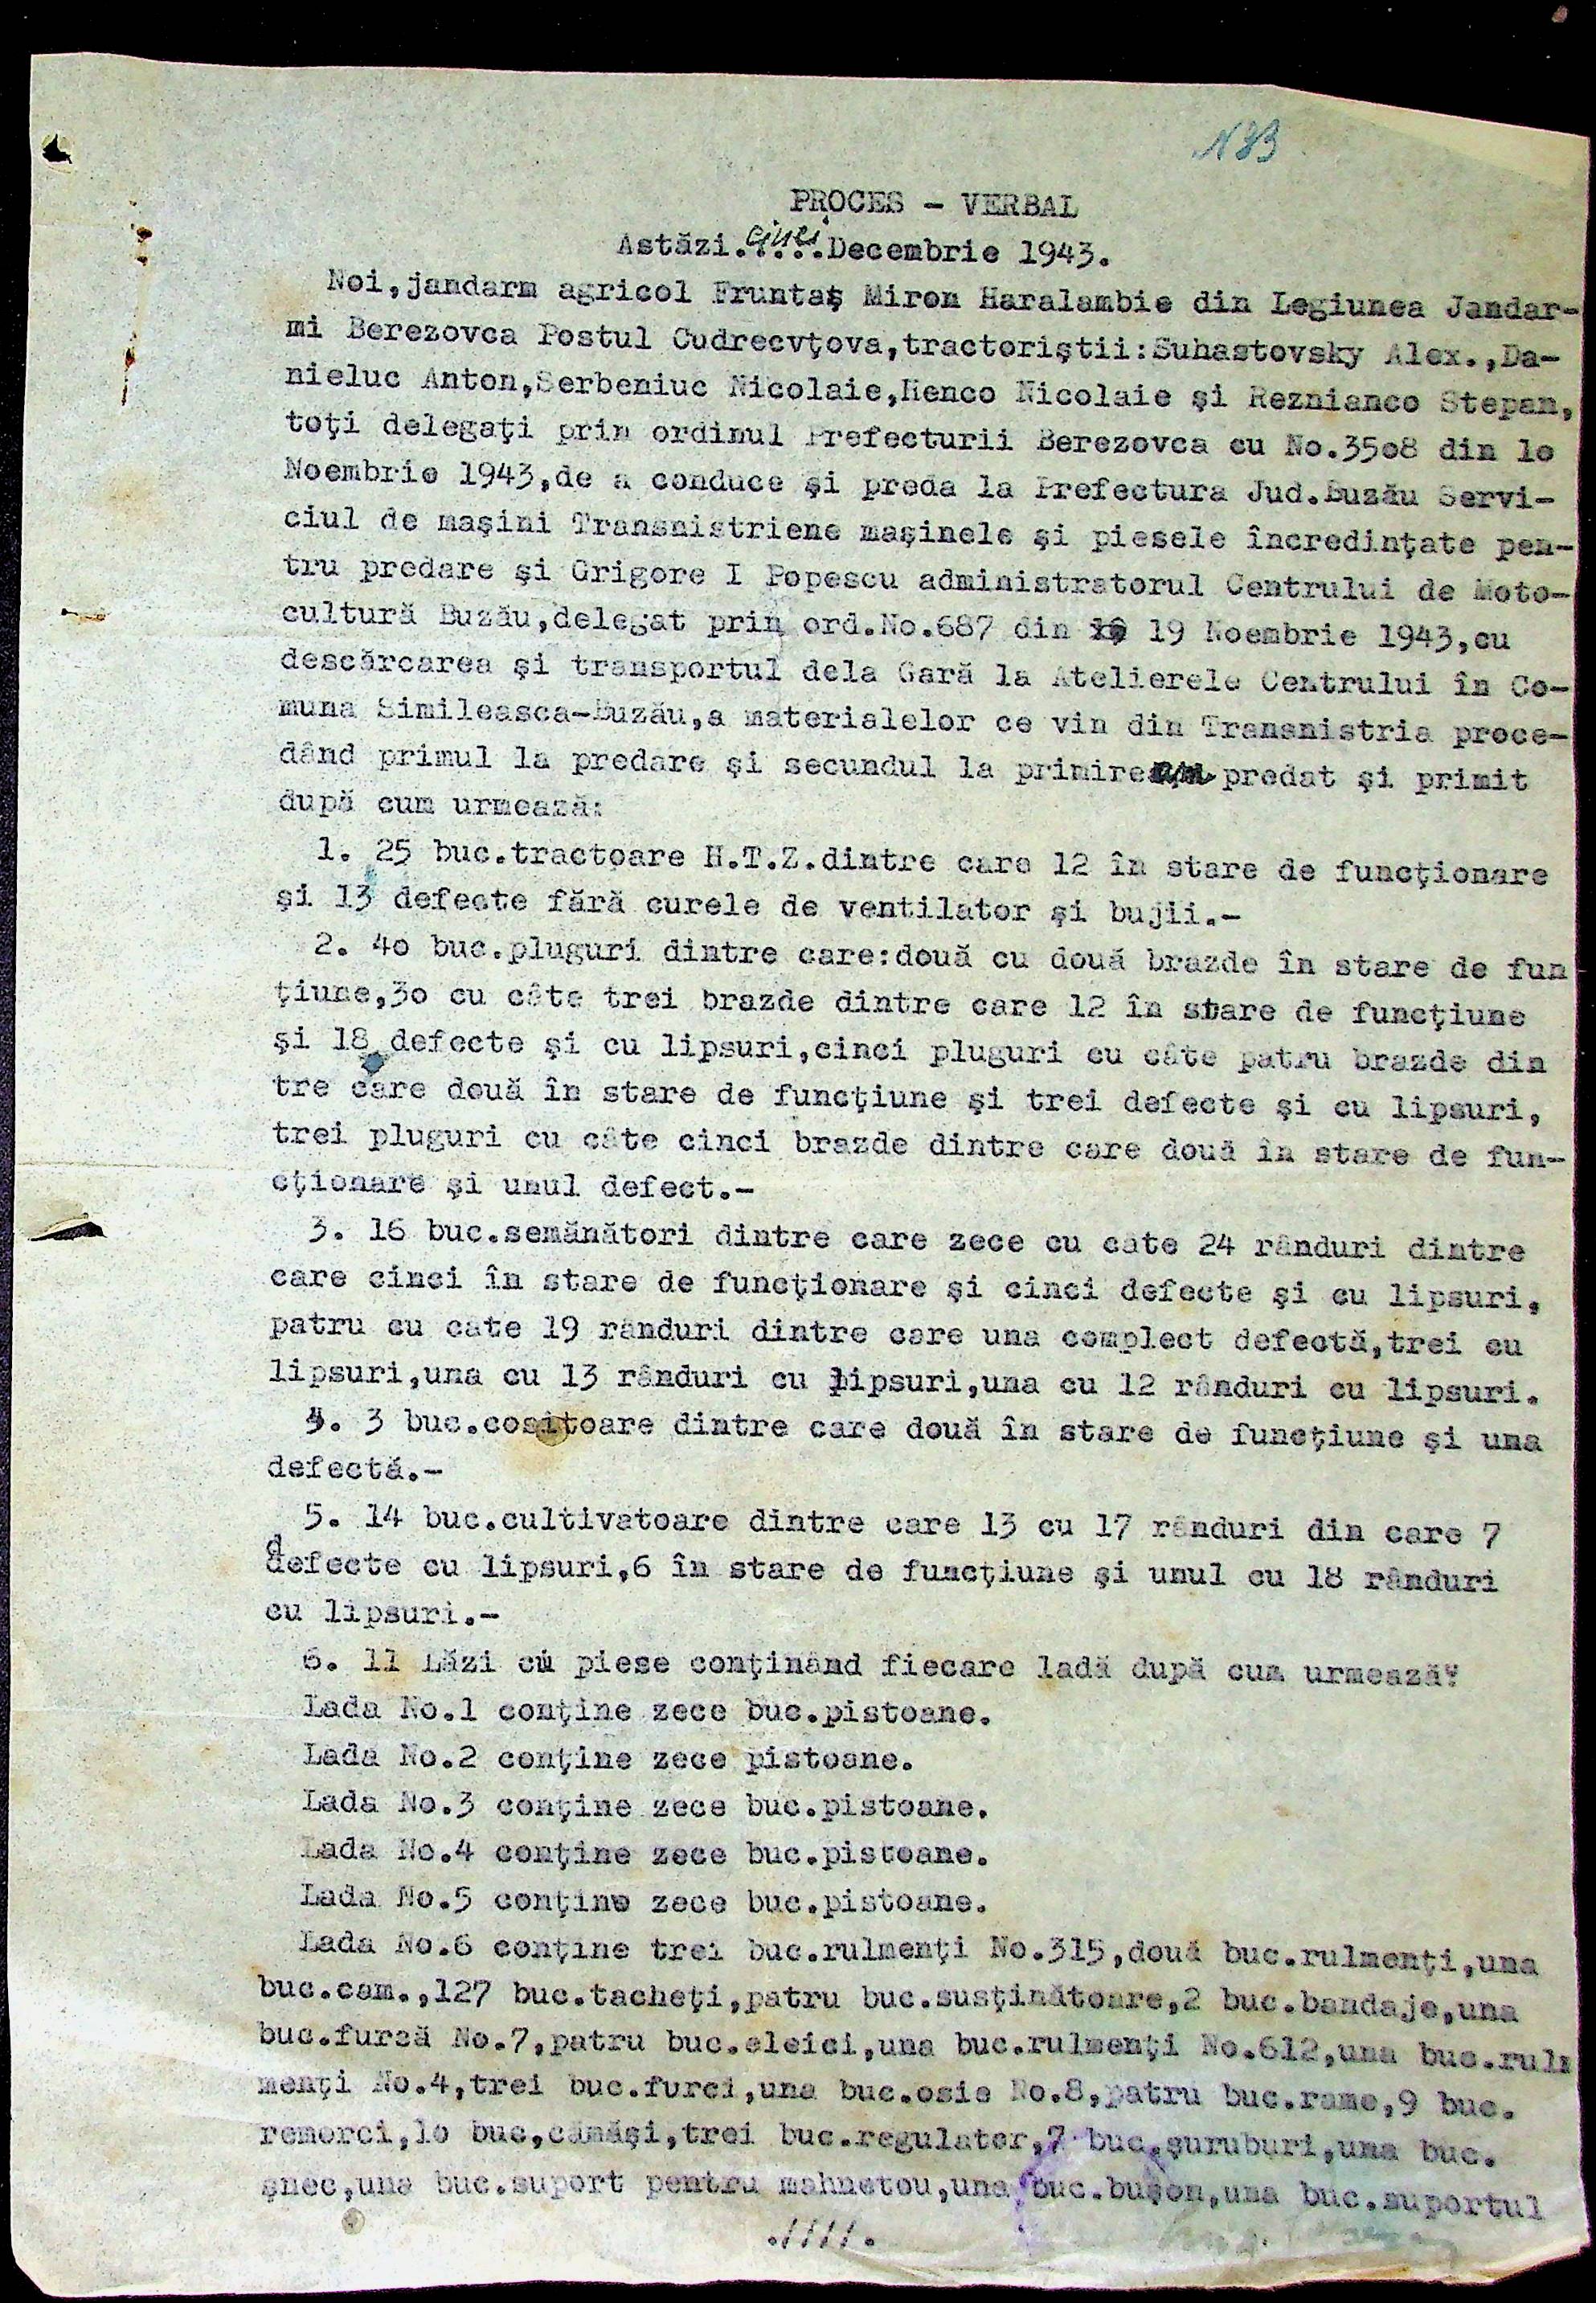 PROCES - VERBAL
Astăzi.cinci.Decembrie 1943.
Noi,jandarm agricol Fruntaş Miron Haralambie din Legiunea Jandar-
mi Berezovca Postul Cudrecvţova,tractoriştii:Suhastovsky Alex.,Da-
nieluc Anton,Serbeniuc Nicolaie,Henco Nicolaie şi Reznianco Stepan,
toţi delegaţi prin ordinul Prefecturii Berezovca cu No.35o8 din lo
Noembrie 1943,de a conduce şi preda la Prefectura Jud.Buzău Servi-
ciul de maşini Transnistriene maşinele şi piesele încredinţate pen-
tru predare şi Grigore I Popescu administratorul Centrului de Moto-
cultură Buzău,delegat prin ord.No.687 din 19 Noembrie 1943,cu
descărcarea şi transportul dela Gară la Atelierele Centrului în Co-
muna Simileasca-Buzău,a materialelor ce vin din Transnistria proce-
dând primul la predare şi secundul la primire am predat şi primit
după cum urmează:
1. 25 buc.tractoare H.T.Z.dintre care 12 în stare de funcţionare
şi 13 defecte fără curele de ventilator şi bujii.-
2. 4o buc.pluguri dintre care:două cu două brazde în stare de fun
ţiune,3o cu câte trei brazde dintre care 12 în stare de funcţiune
şi 18 defecte şi cu lipsuri,cinci pluguri cu câte patru brazde din
tre care două în stare de funcţiune şi trei defecte şi cu lipsuri,
trei pluguri cu câte cinci brazde dintre care două în stare de fun-
cţionare şi unul defect.-
3. 16 buc.semănători dintre care zece cu cate 24 rânduri dintre
care cinci în stare de funcţionare şi cinci defecte şi cu lipsuri,
patru cu cate 19 rânduri dintre care una complect defectă,trei cu
lipsuri,una cu 13 rânduri cu lipsuri,una cu 12 rânduri cu lipsuri.
4. 3 buc.cositoare dintre care două în stare de funcţiune şi una
defectă.-
5. 14 buc.cultivatoare dintre care 13 cu 17 rânduri din care 7
defecte cu lipsuri,6 în stare de funcţiune şi unul cu 18 rânduri
cu lipsuri.-
6. 11 Lăzi cu piese conţinând fiecare ladă după cum urmează:
Lada No.1 conţine zece buc.pistoane.
Lada No.2 conţine zece pistoane.
Lada No.3 conţine zece buc.pistoane.
Lada No.4 conţine zece buc.pistoane.
Lada No.5 conţine zece buc.pistoane.
Lada No.6 conţine trei buc.rulmenţi No.315,două buc.rulmenţi,una
buc.cam.,127 buc.tacheţi,patru buc.susţinătoare,2 buc.bandaje,una
buc.furcă No.7,patru buc.eleici,una buc.rulmenţi No.612,una buc.rulm
menţi No.4,trei buc.furci,una buc.osie No.8,patru buc.rame,9 buc.
remorci,lo buc,cămăşi,trei buc.regulator,7 buc.şuruburi,una buc.
şnec,una buc.suport pentru mahnetou,una buc.buşon,una buc.suportul
.////.